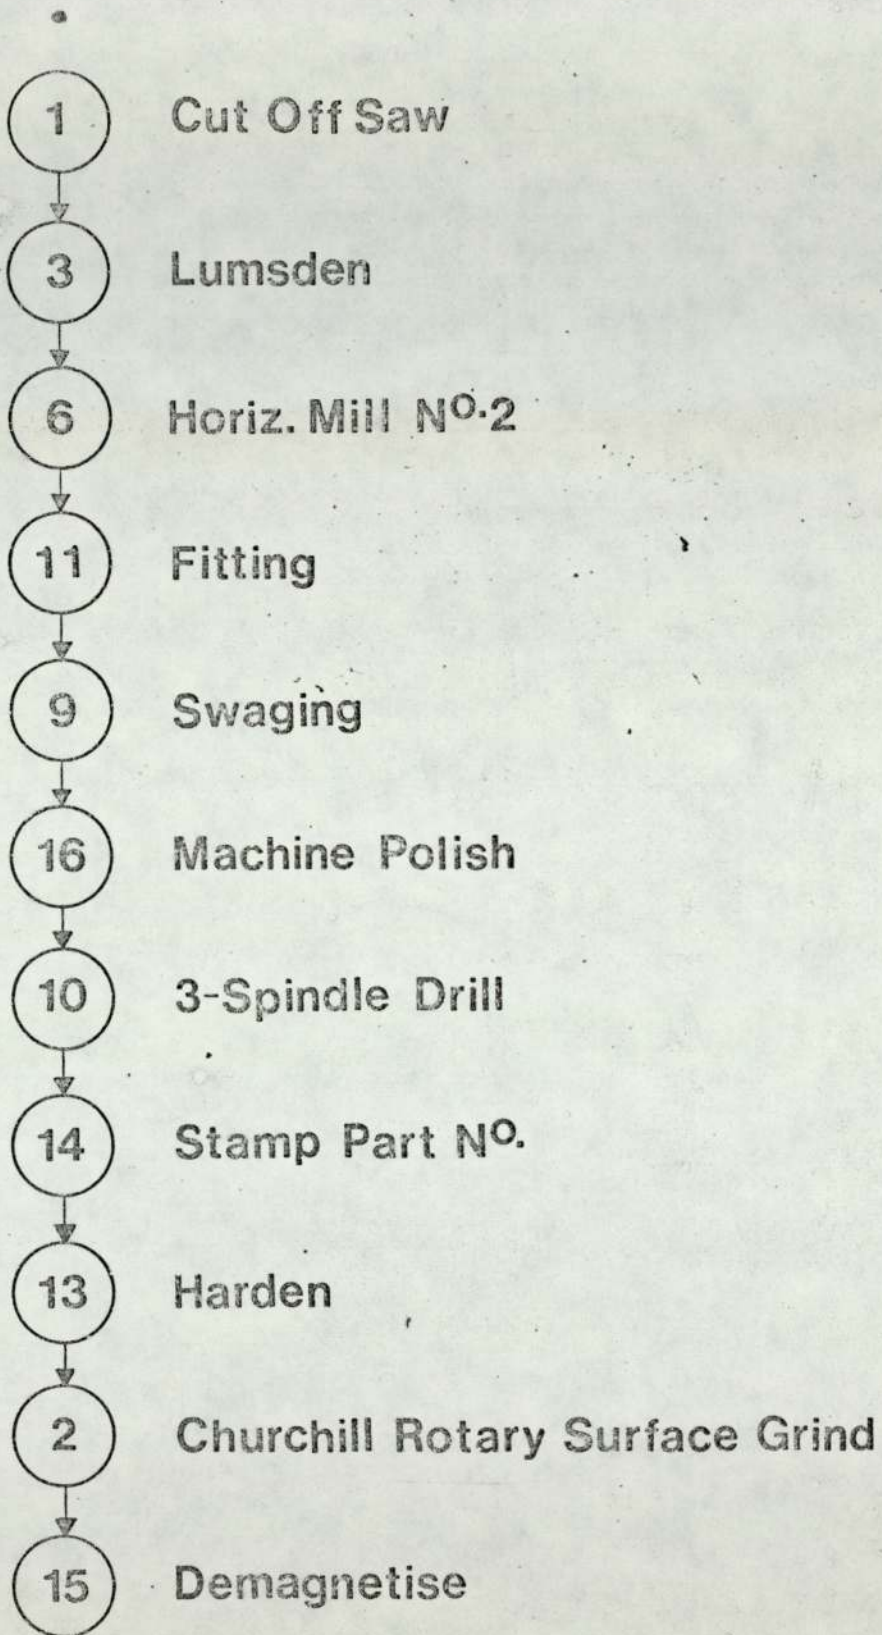 1 Cut Off Saw
3 Lumsden
6 Horiz. Mill Nº.2
11 Fitting
9 Swaging
16 Machine Polish
10 3-Spindle Drill
14 Stamp Part Nº.
13 Harden
2 Churchill Rotary Surface Grind
15 Demagnetise